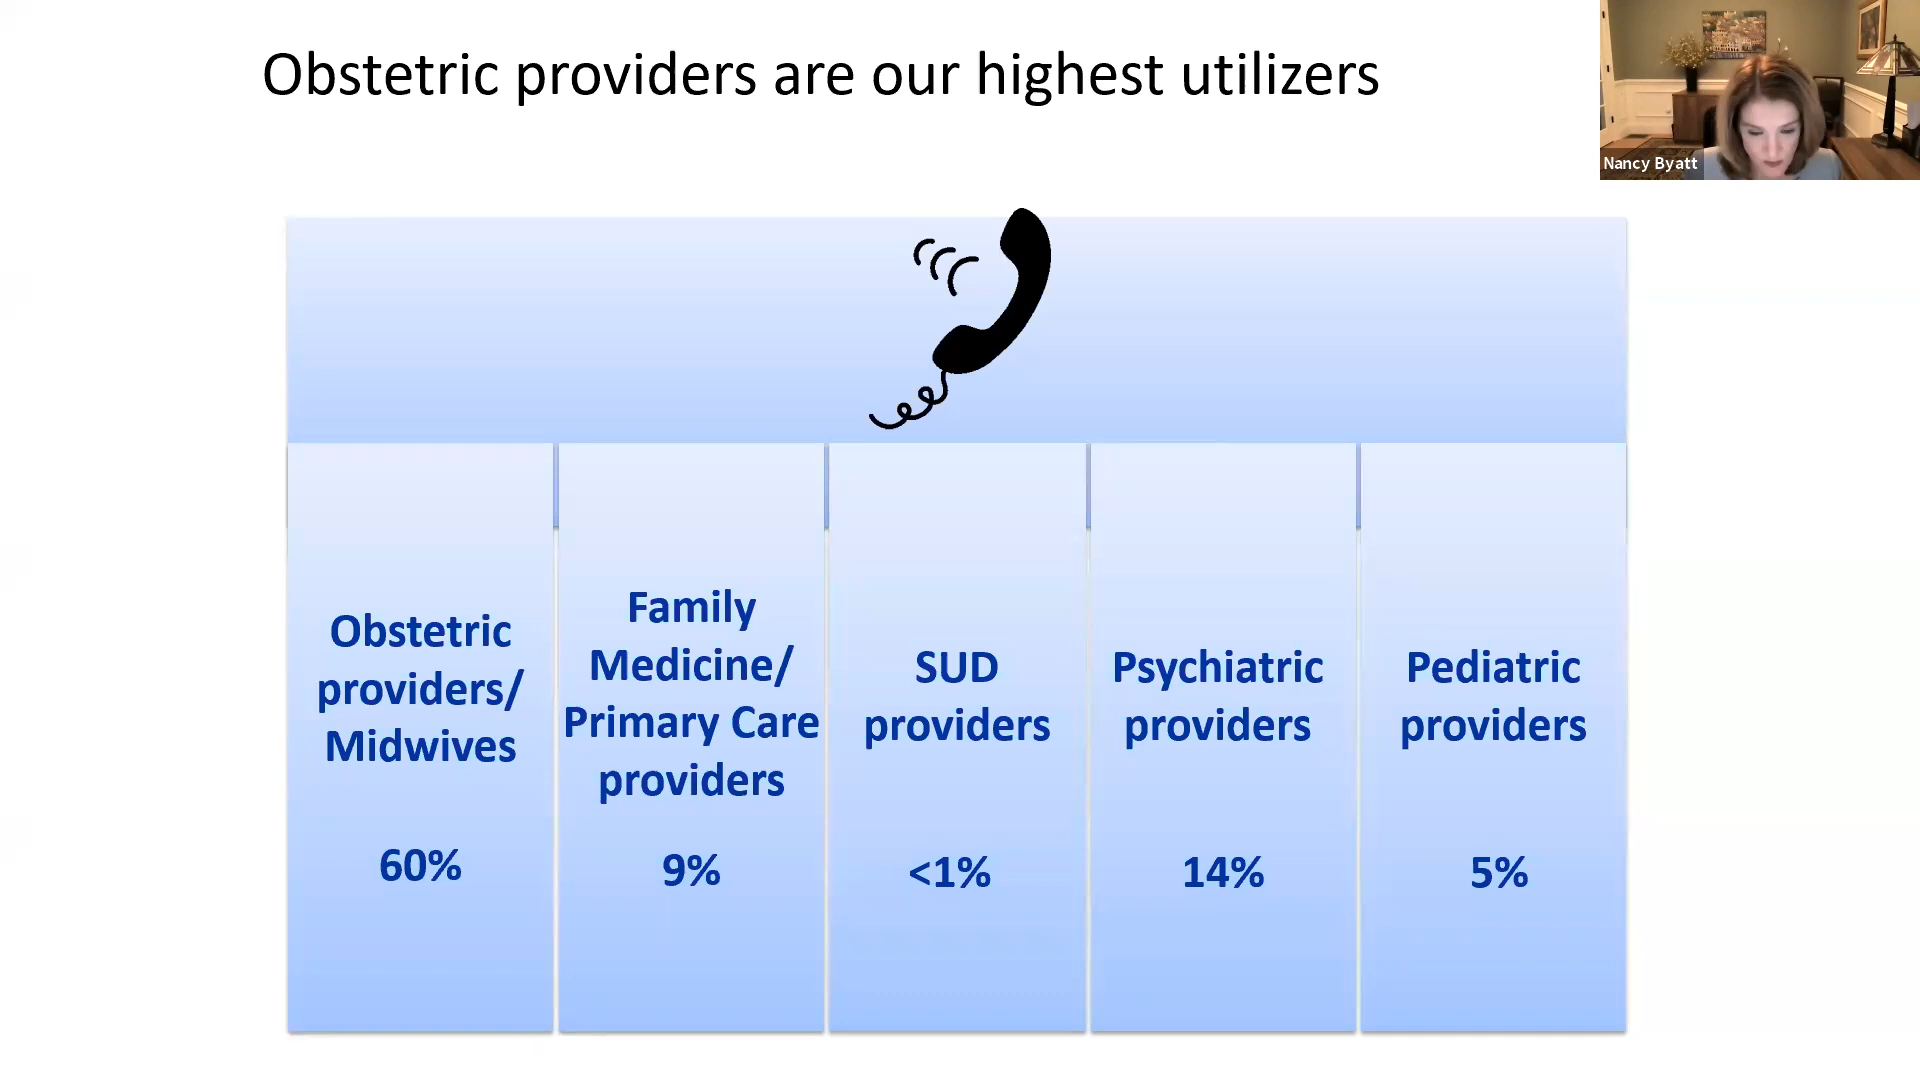 Obstetric providers are our highest utilizers
Nancy Byatt
Obstetric
providers/
Midwives
60%
Family
Medicine/
Primary Care
providers
9%
SUD
providers
<1%
Psychiatric
providers
14%
Pediatric
providers
5%